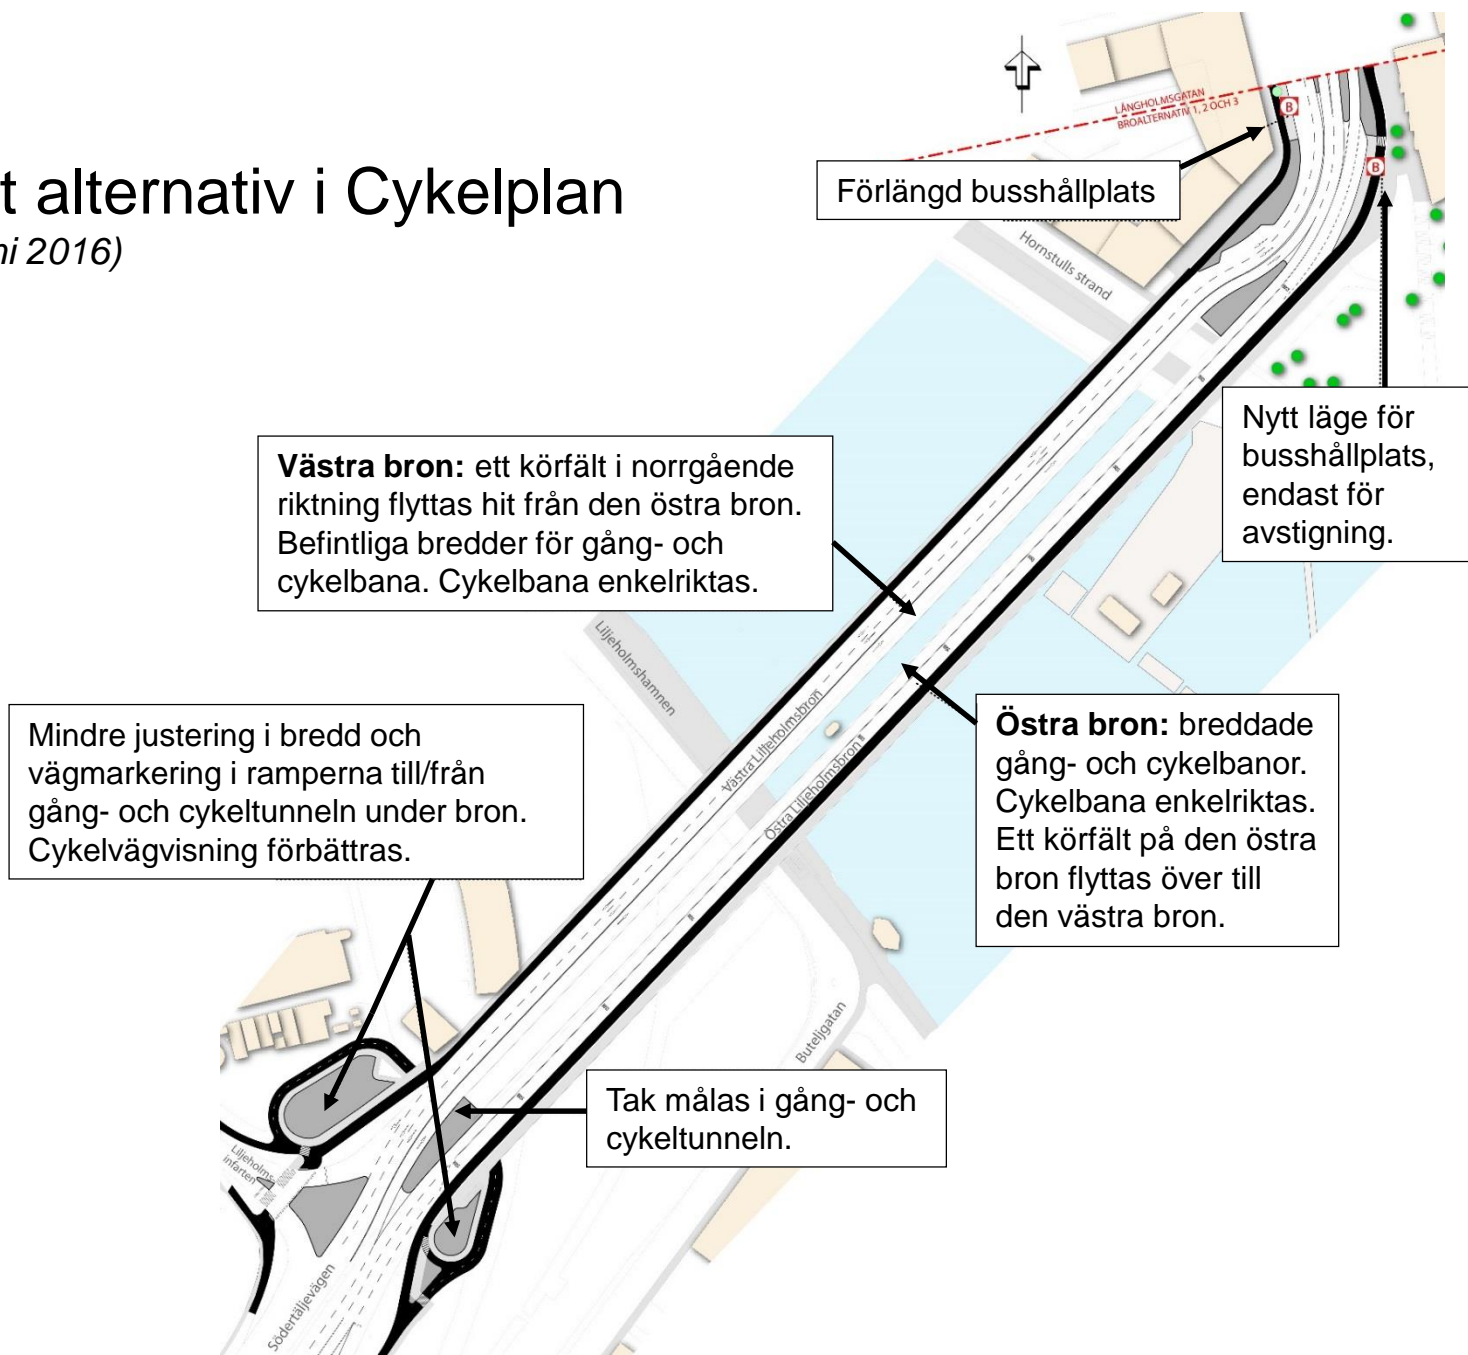 t alternativ i Cykelplan
ni 2016)
LÅNGHOLMSGATAN
BROALTERNATIV 1, 2 OCH 3
B
B
Förlängd busshållplats
Hornstulls strand
Nytt läge för
busshållplats,
endast för
avstigning.
Västra bron: ett körfält i norrgående
riktning flyttas hit från den östra bron.
Befintliga bredder för gång- och
cykelbana. Cykelbana enkelriktas.
Liljeholmshamnen
Västra Liljeholmsbron
Östra Liljeholmsbron
Östra bron: breddade
gång- och cykelbanor.
Cykelbana enkelriktas.
Ett körfält på den östra
bron flyttas över till
den västra bron.
Mindre justering i bredd och
vägmarkering i ramperna till/från
gång- och cykeltunneln under bron.
Cykelvägvisning förbättras.
Buteljgatan
Tak målas i gång- och
cykeltunneln.
Liljeholms-
infarten
Södertäljevägen